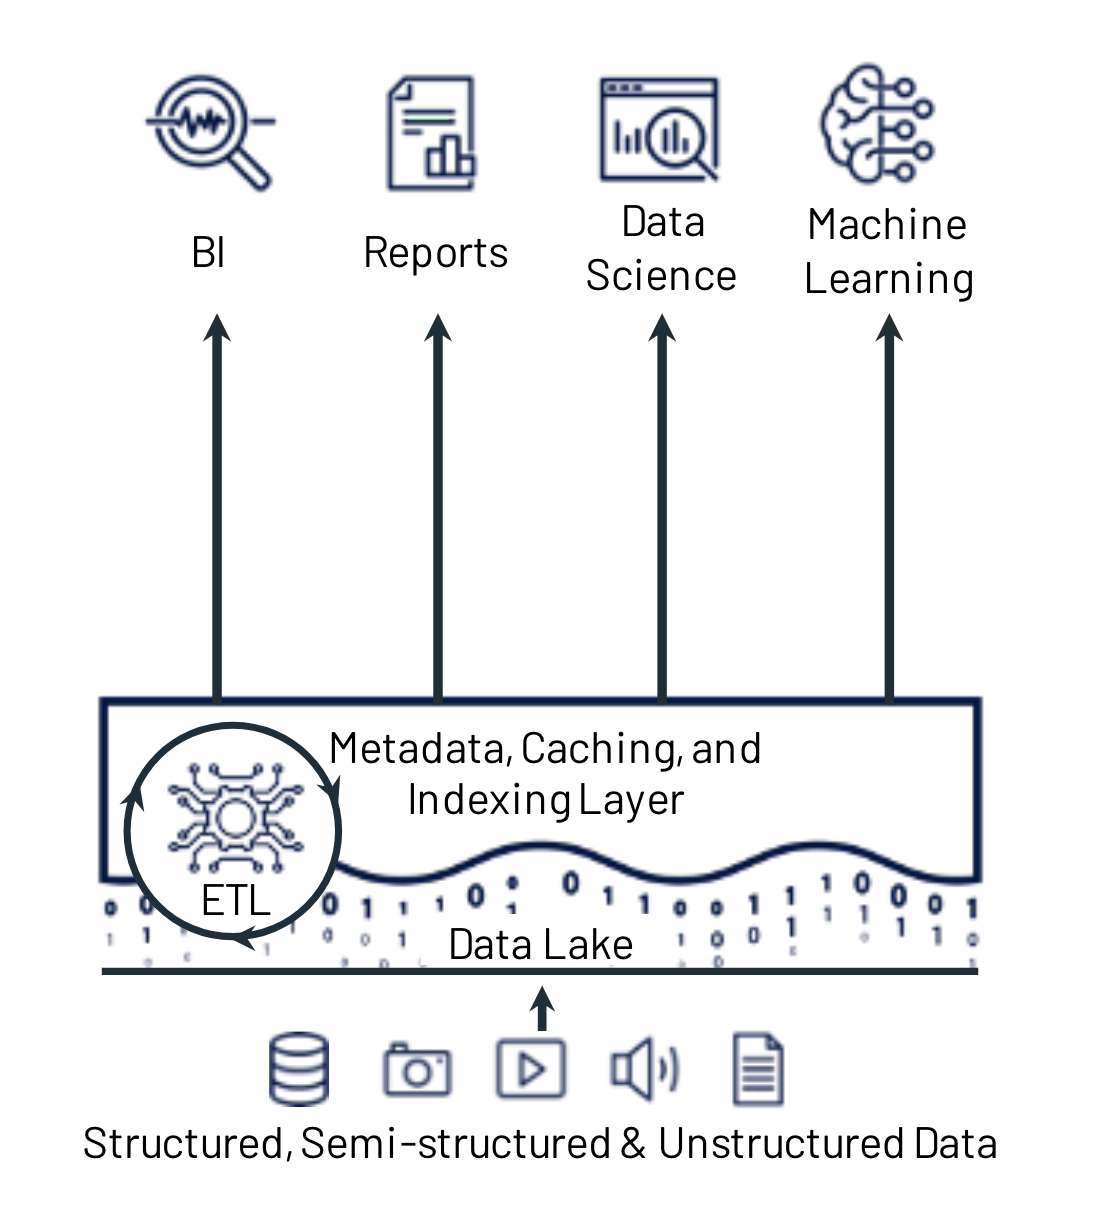 BI
Reports
Data
Science
Machine
Learning
Metadata, Caching, and
Indexing Layer
ETL
Data Lake
Structured, Semi-structured & Unstructured Data